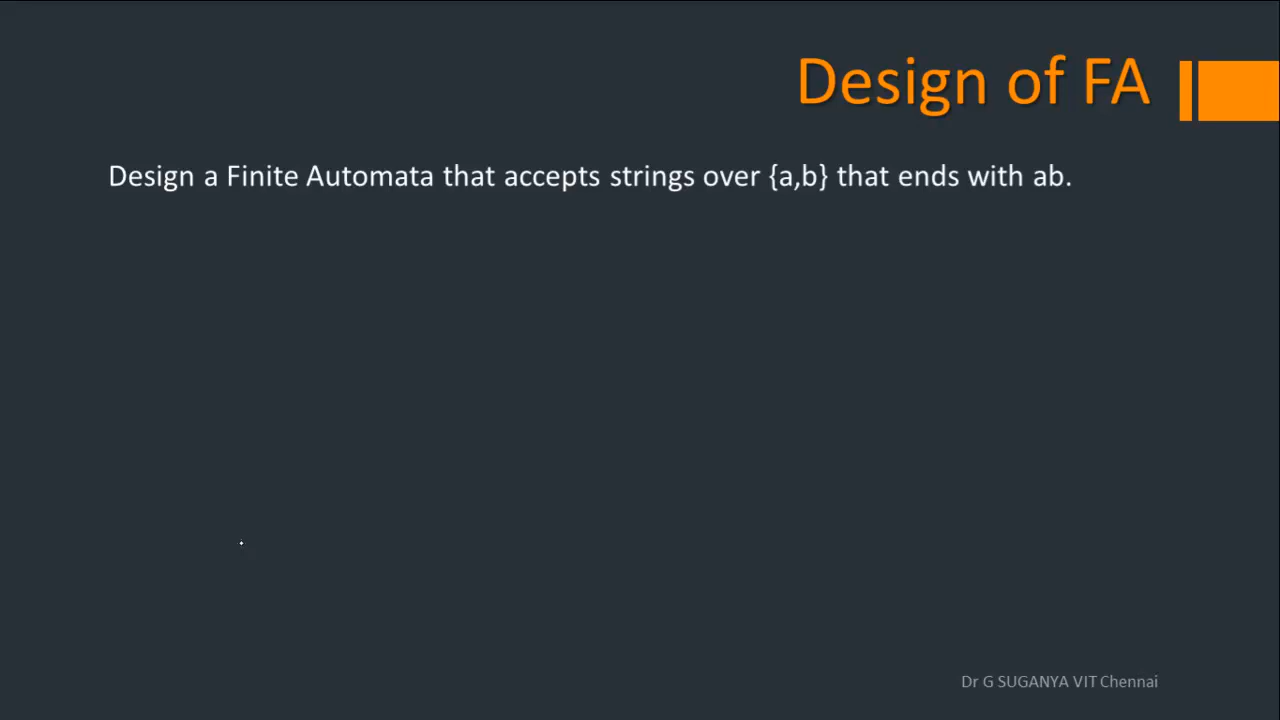 Design of FA
Design a Finite Automata that accepts strings over {a,b} that ends with ab.
Dr G SUGANYA VIT Chennai